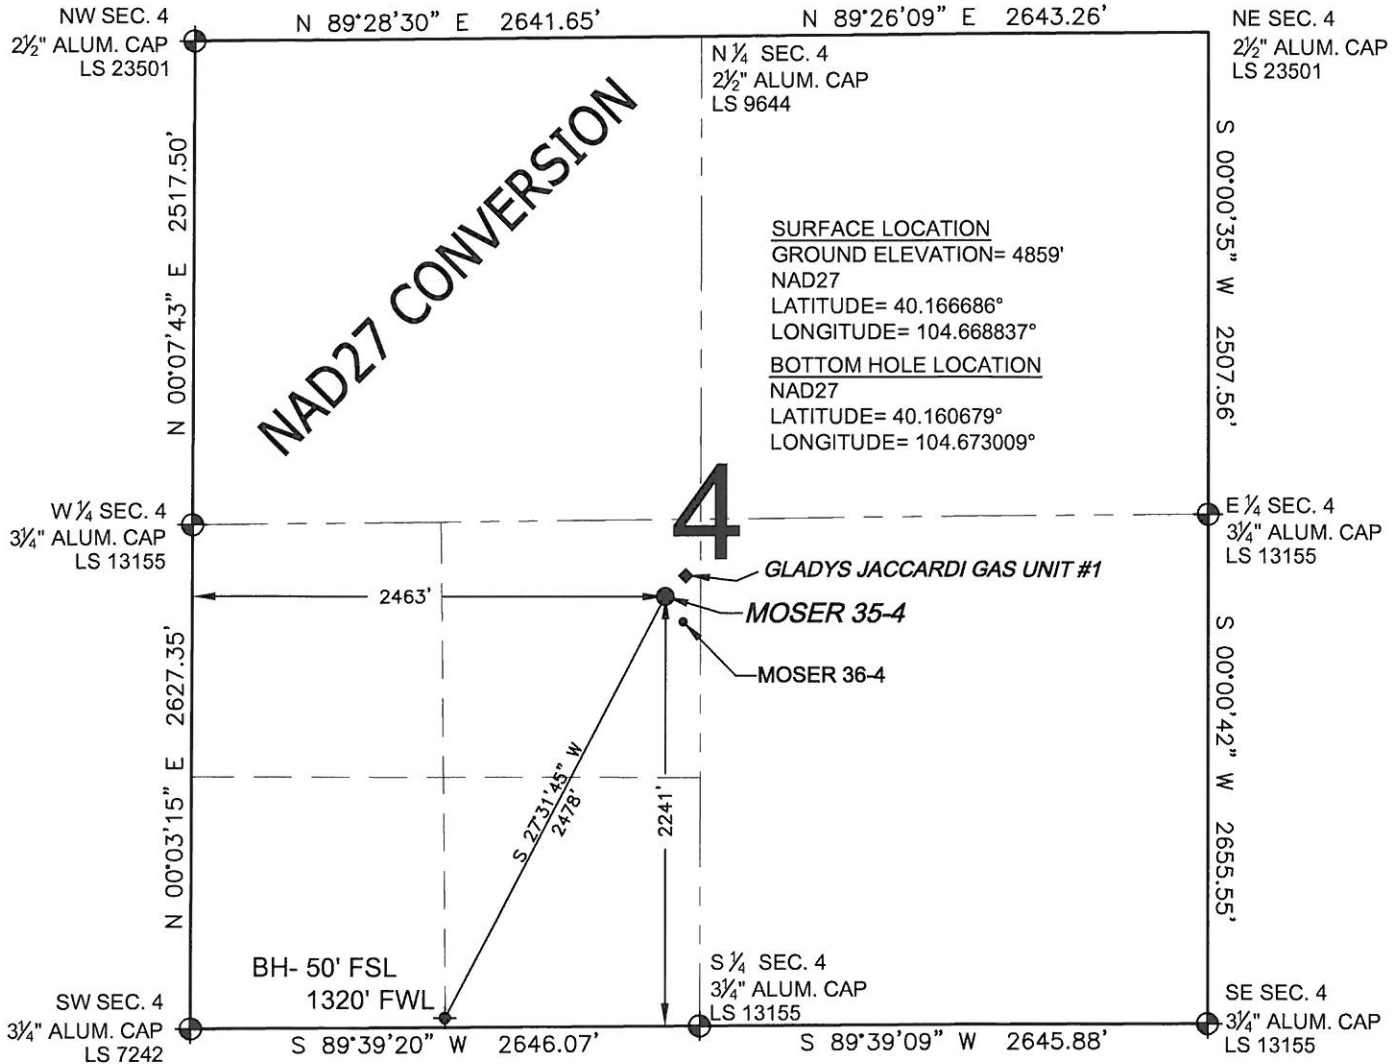 NW SEC. 4
2½" ALUM. CAP
LS 23501
N 89°28'30" E 2641.65'
N 89°26'09" E 2643.26'
NE SEC. 4
2½" ALUM. CAP
LS 23501
N ¼ SEC. 4
2½" ALUM. CAP
LS 9644
NAD27 CONVERSION
N 00°07'43" E 2517.50'
S 00°00'35" W 2507.56'
SURFACE LOCATION
GROUND ELEVATION= 4859'
NAD27
LATITUDE= 40.166686°
LONGITUDE= 104.668837°
BOTTOM HOLE LOCATION
NAD27
LATITUDE= 40.160679°
LONGITUDE= 104.673009°
W ¼ SEC. 4
3¼" ALUM. CAP
LS 13155
4
E ¼ SEC. 4
3¼" ALUM. CAP
LS 13155
GLADYS JACCARDI GAS UNIT #1
2463'
MOSER 35-4
MOSER 36-4
N 00°03'15" E 2627.35'
S 27°31'45" W
2478'
2241'
S 00°00'42" W 2655.55'
BH- 50' FSL
1320' FWL
S ¼ SEC. 4
3¼" ALUM. CAP
LS 13155
SW SEC. 4
3¼" ALUM. CAP
LS 7242
S 89°39'20" W 2646.07'
S 89°39'09" W 2645.88'
SE SEC. 4
3¼" ALUM. CAP
LS 13155